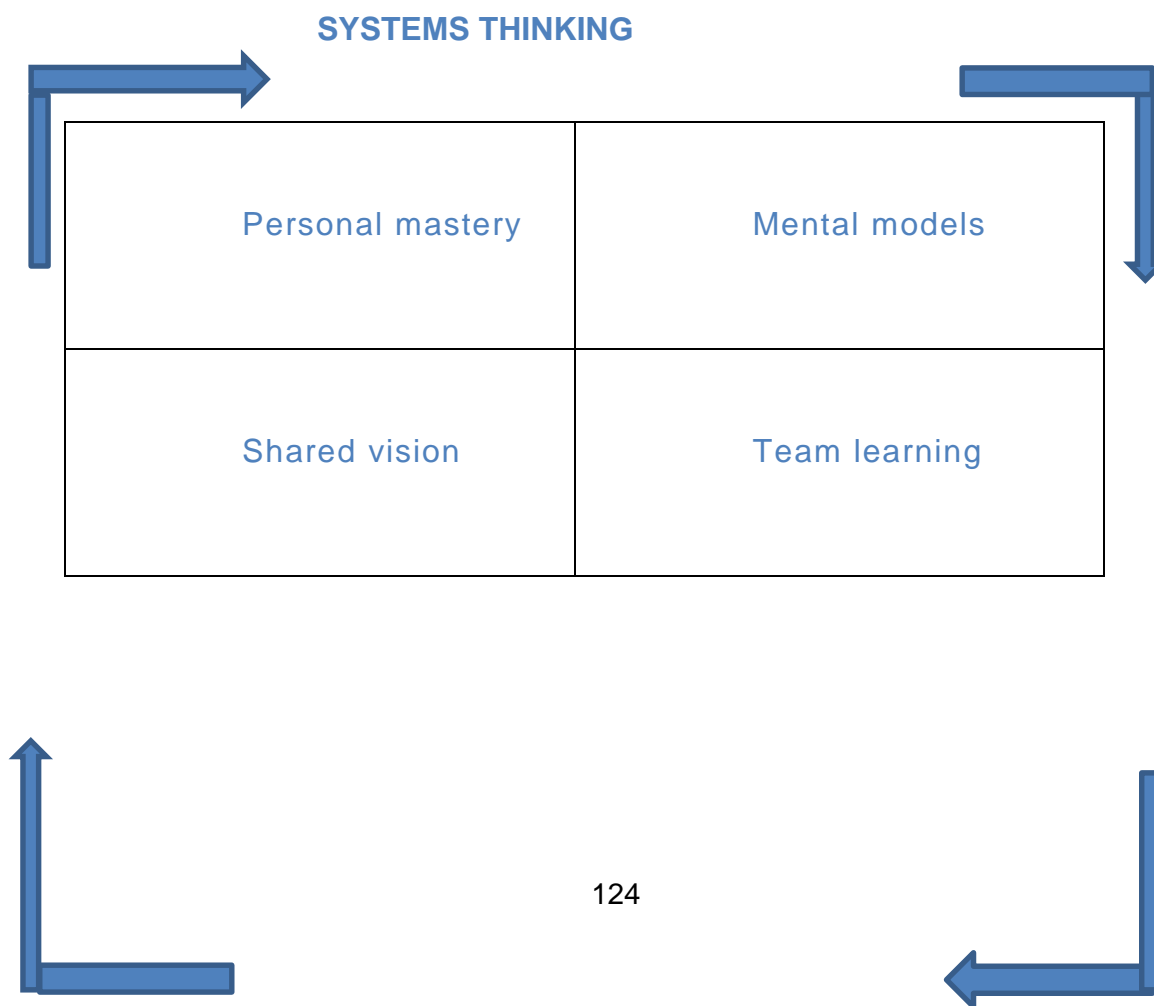 SYSTEMS THINKING
Personal mastery
Mental models
Shared vision
Team learning
124